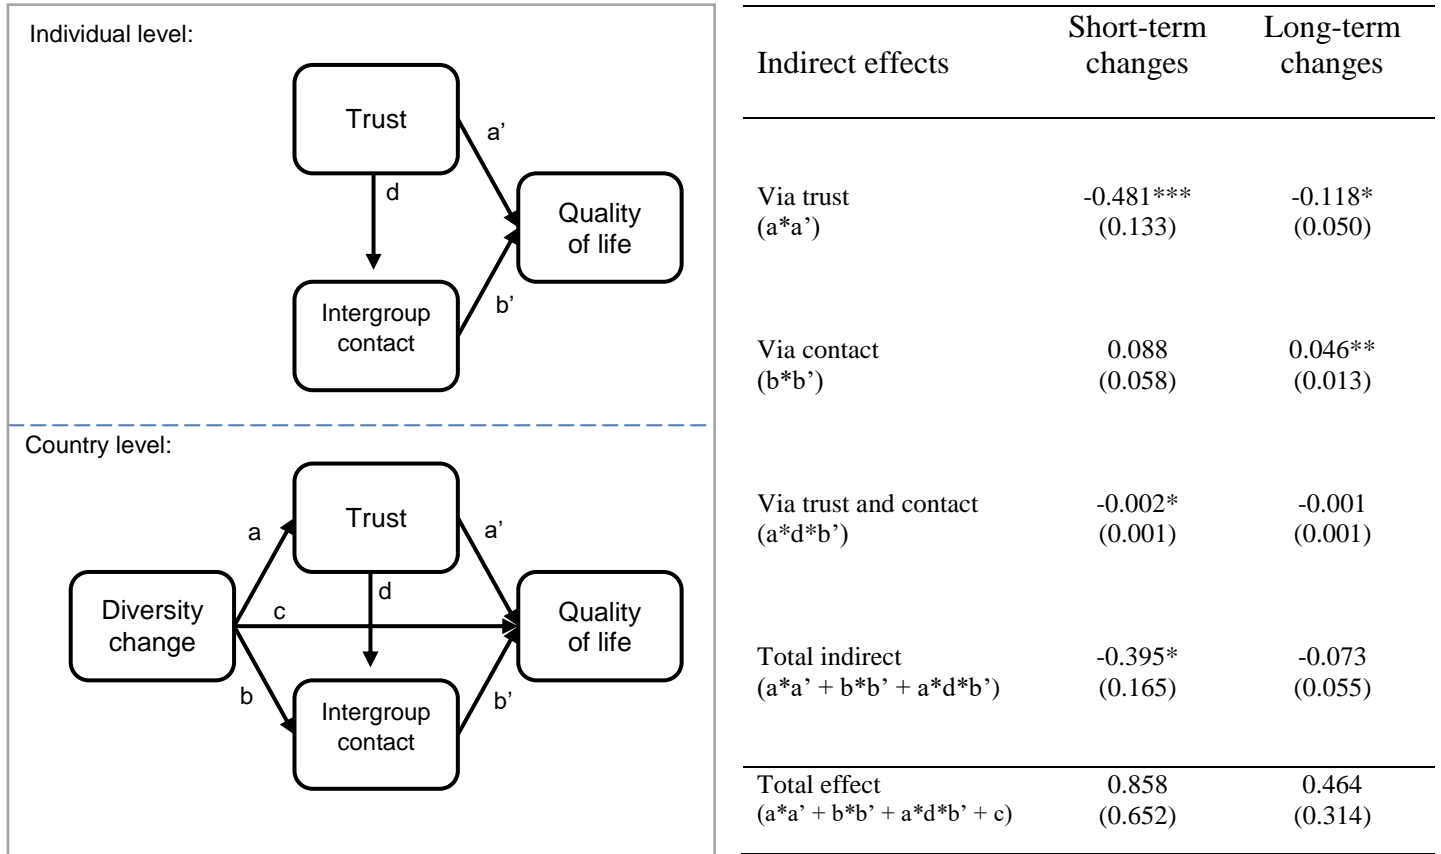 Individual level:
Trust
a’
d
Quality
of life
Intergroup
contact
b’
Country level:
Trust
a
a’
d
Diversity
change
c
Quality
of life
b
Intergroup
contact
b’
Indirect effects
Short-term
changes
Long-term
changes
Via trust
(a*a’)
-0.481***
(0.133)
-0.118*
(0.050)
Via contact
(b*b’)
0.088
(0.058)
0.046**
(0.013)
Via trust and contact
(a*d*b’)
-0.002*
(0.001)
-0.001
(0.001)
Total indirect
(a*a’ + b*b’ + a*d*b’)
-0.395*
(0.165)
-0.073
(0.055)
Total effect
(a*a’ + b*b’ + a*d*b’ + c)
0.858
(0.652)
0.464
(0.314)